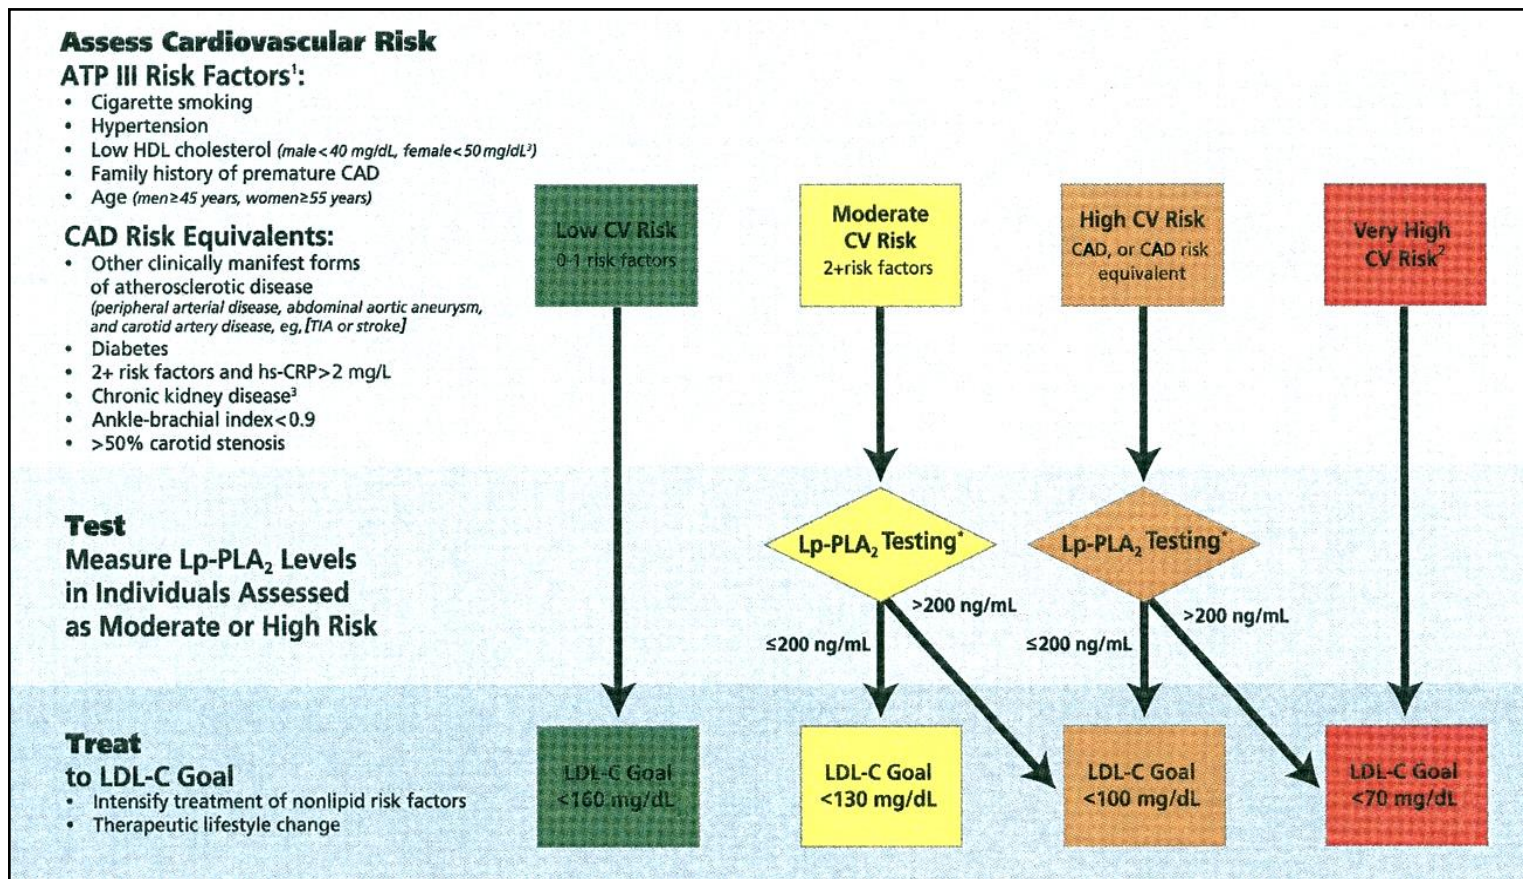 Assess Cardiovascular Risk
ATP III Risk Factors¹:
• Cigarette smoking
• Hypertension
• Low HDL cholesterol (male<40 mg/dL, female<50 mg/dL³)
• Family history of premature CAD
• Age (men≥45 years, women≥55 years)
CAD Risk Equivalents:
• Other clinically manifest forms
of atherosclerotic disease
(peripheral arterial disease, abdominal aortic aneurysm,
and carotid artery disease, eg, [TIA or stroke]
• Diabetes
• 2+ risk factors and hs-CRP>2 mg/L
• Chronic kidney disease³
• Ankle-brachial index<0.9
• >50% carotid stenosis
Low CV Risk
0-1 risk factors
Moderate
CV Risk
2+risk factors
High CV Risk
CAD, or CAD risk
equivalent
Very High
CV Risk²
Test
Measure Lp-PLA₂ Levels
in Individuals Assessed
as Moderate or High Risk
Lp-PLA₂ Testing*
Lp-PLA₂ Testing*
≤200 ng/mL
>200 ng/mL
≤200 ng/mL
>200 ng/mL
Treat
to LDL-C Goal
• Intensify treatment of nonlipid risk factors
• Therapeutic lifestyle change
LDL-C Goal
<160 mg/dL
LDL-C Goal
<130 mg/dL
LDL-C Goal
<100 mg/dL
LDL-C Goal
<70 mg/dL